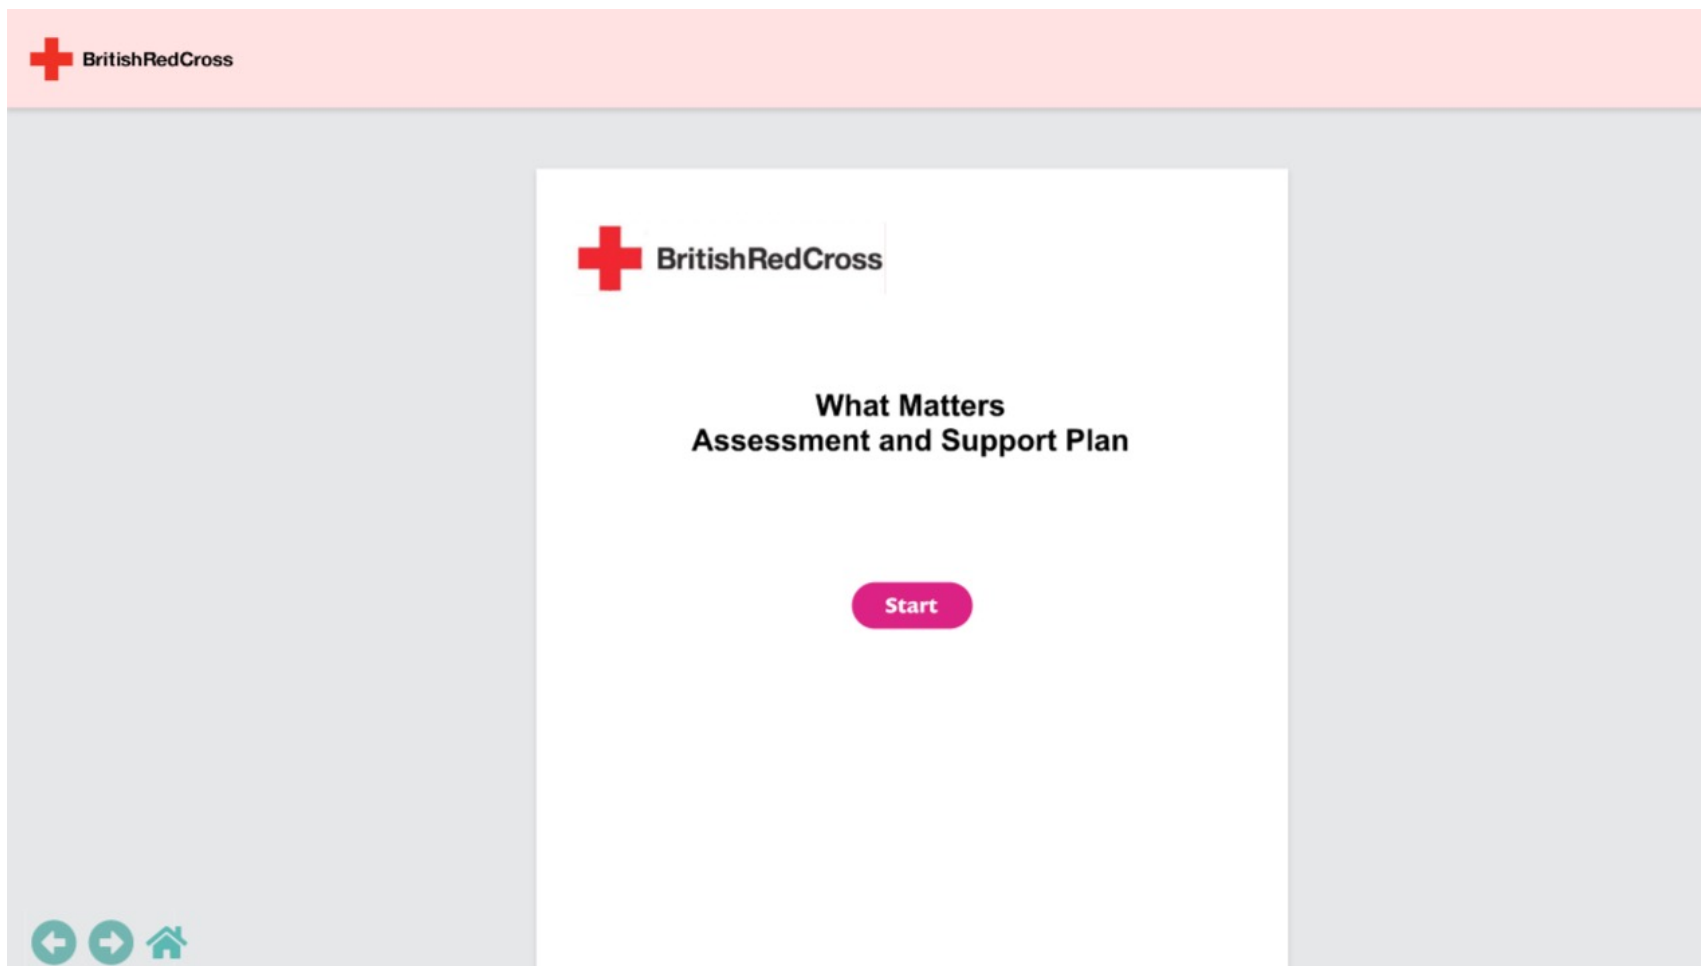 BritishRedCross
BritishRedCross
What Matters
Assessment and Support Plan
Start